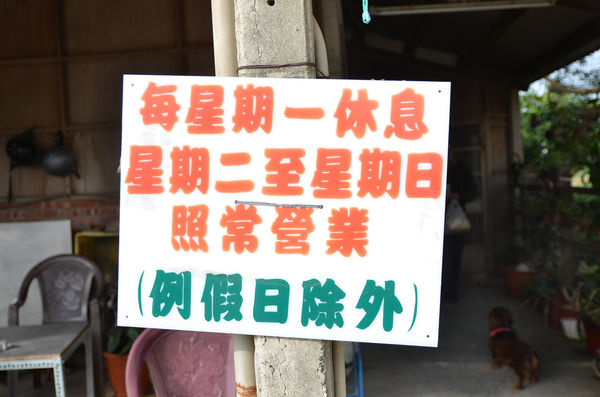 每星期一休息
星期二至星期日
照常營業
(例假日除外)